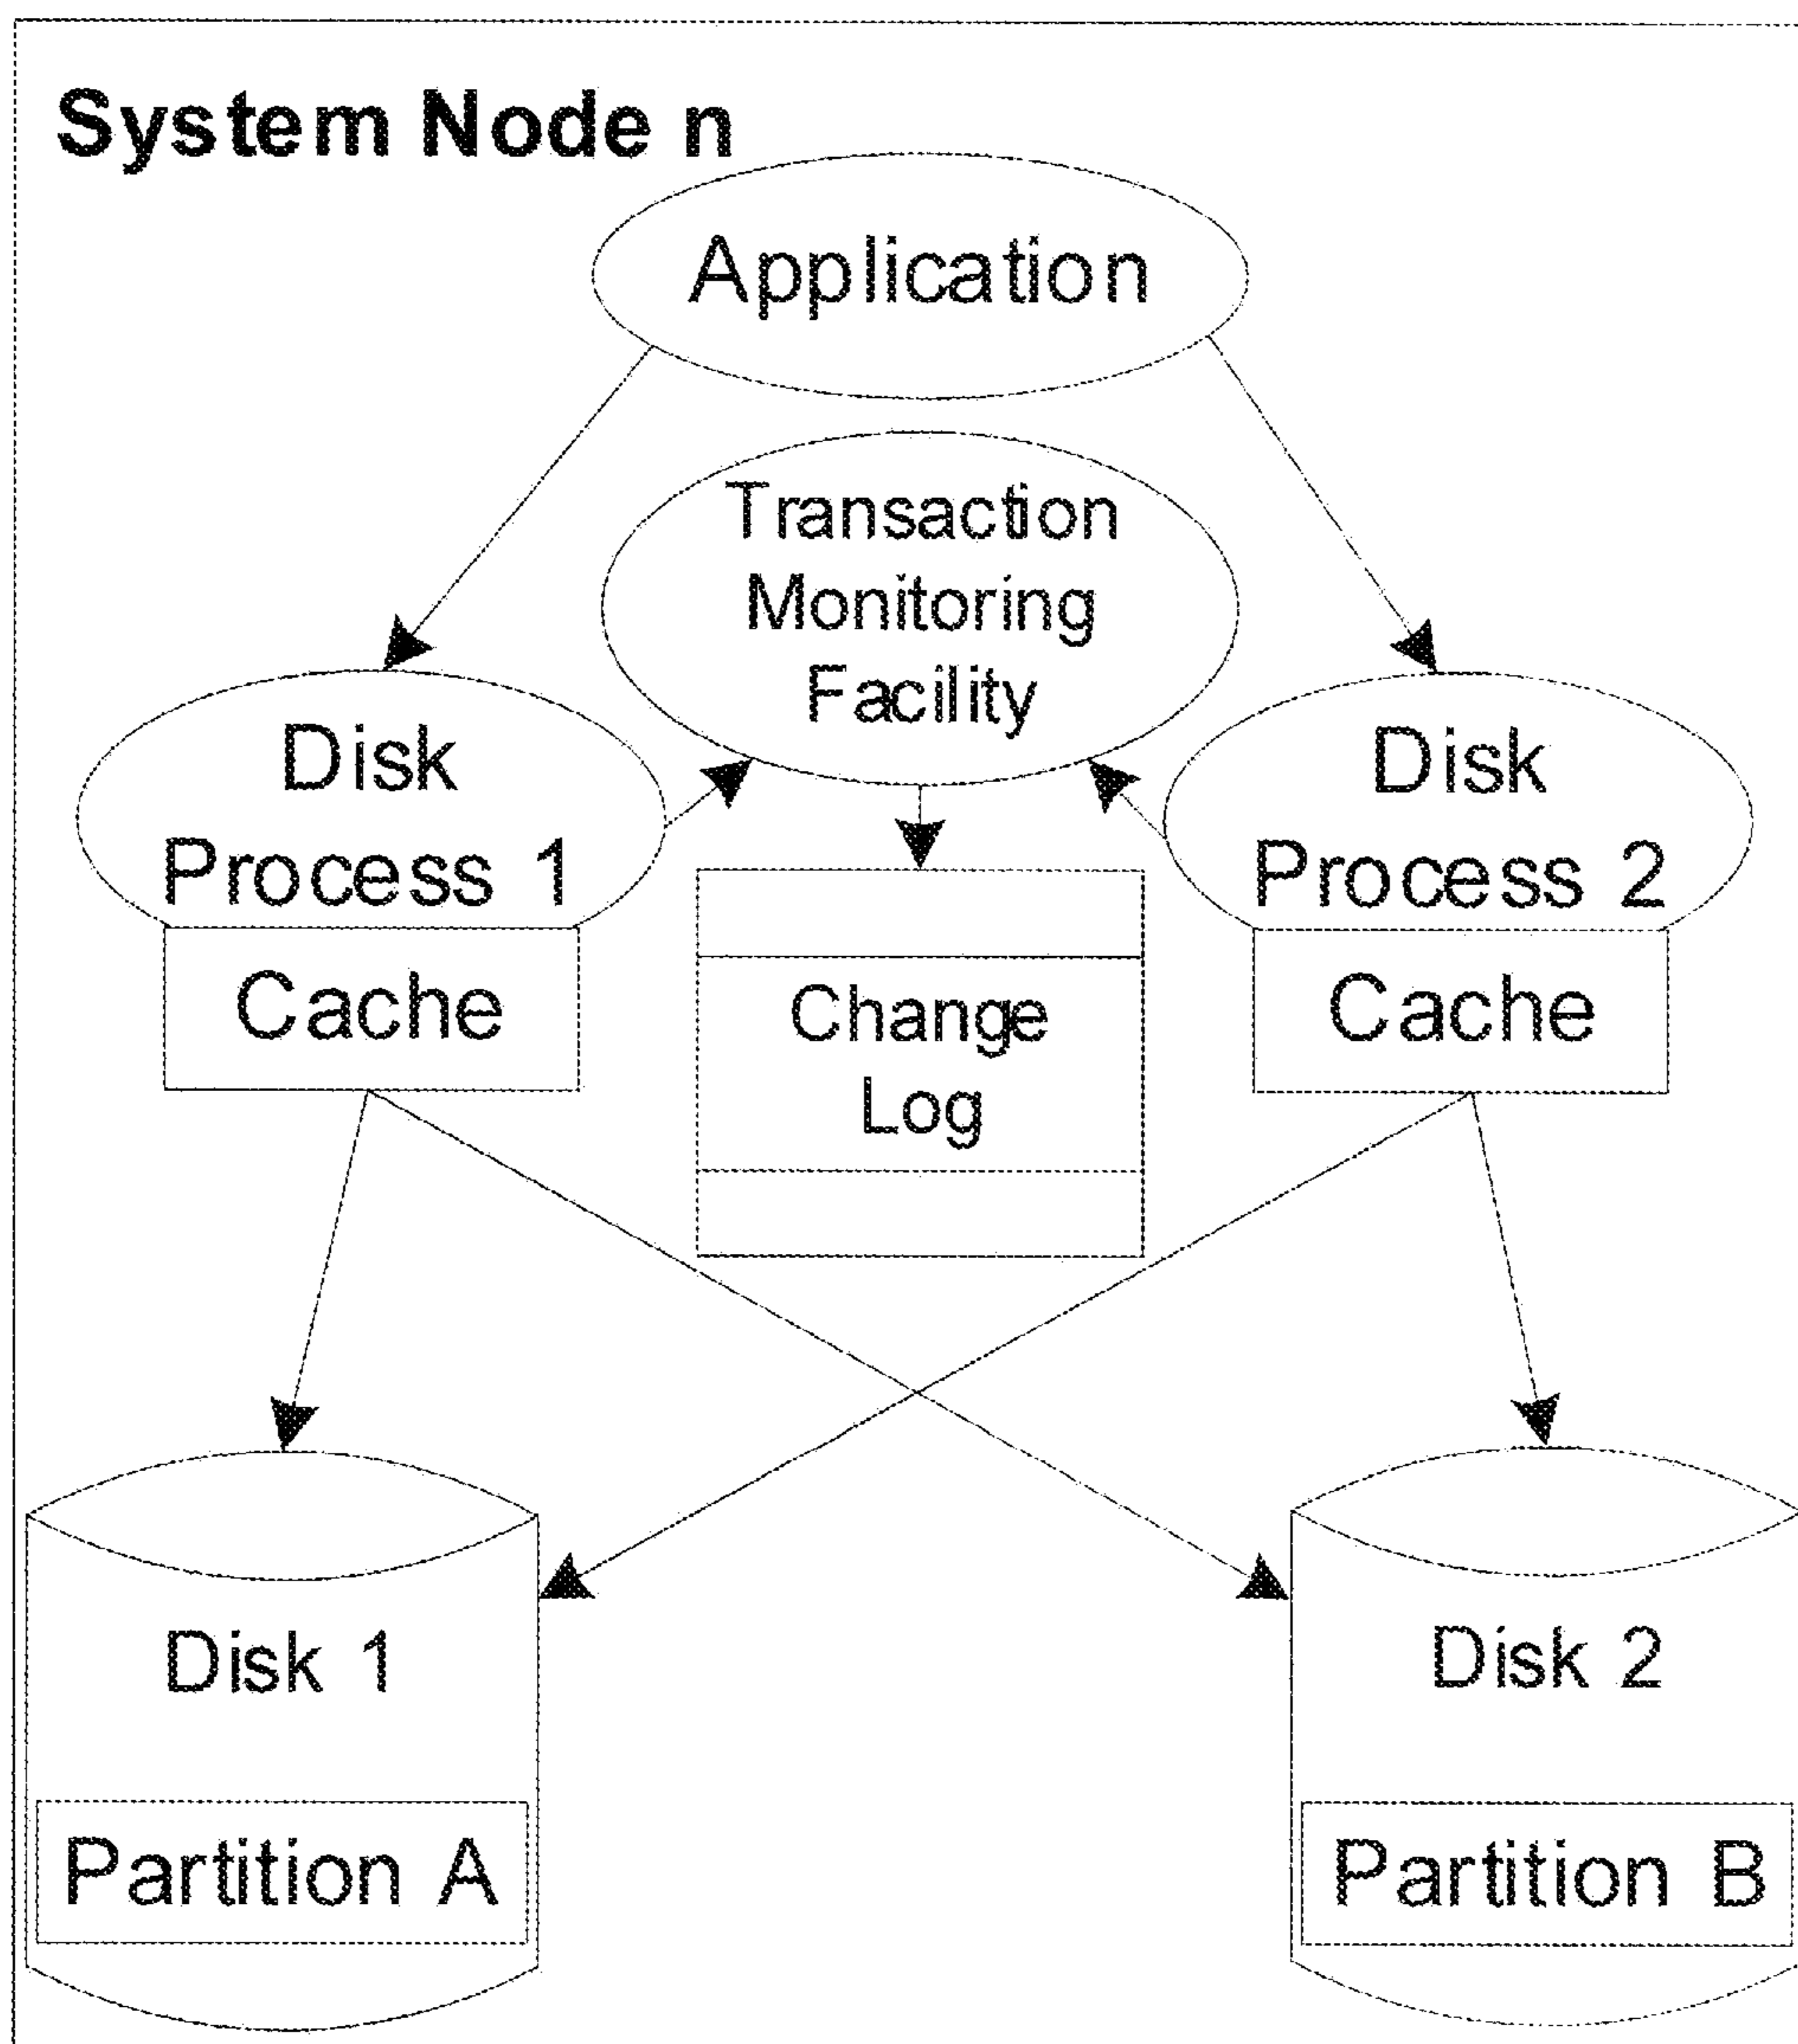 System Node n
Application
Transaction
Monitoring
Facility
Disk
Process 1
Cache
Disk
Process 2
Cache
Change
Log
Disk 1
Partition A
Disk 2
Partition B